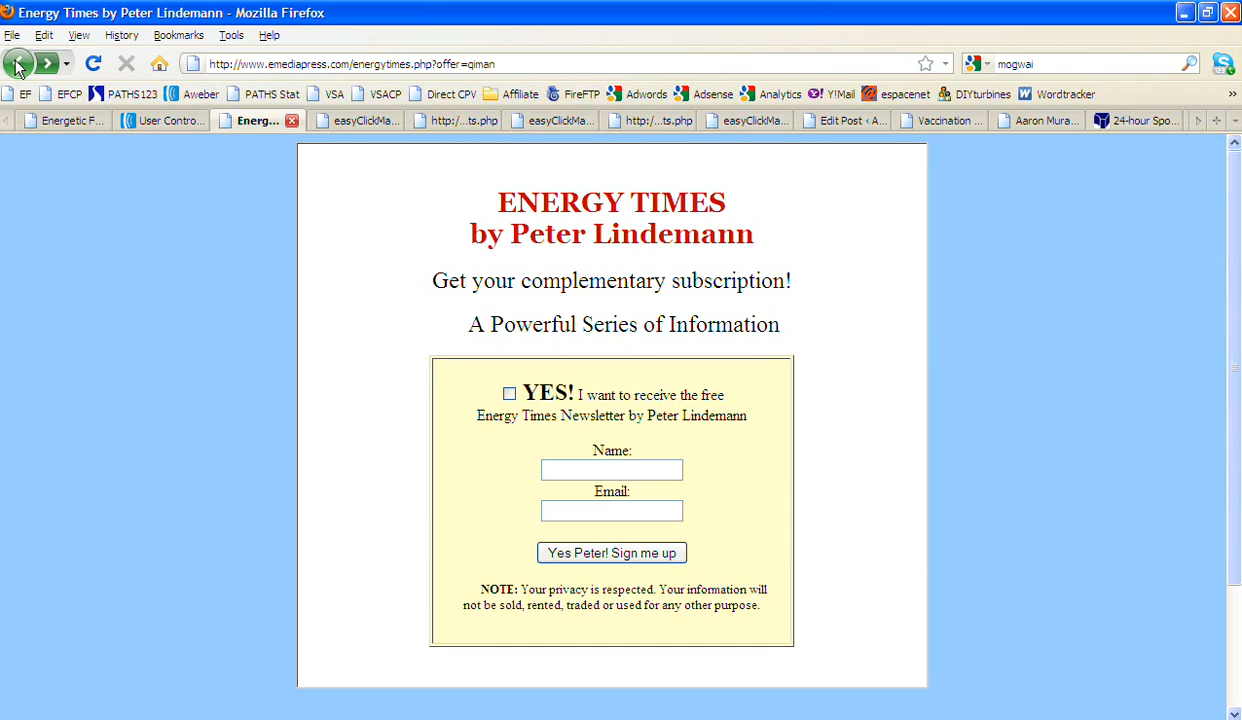 Energy Times by Peter Lindemann - Mozilla Firefox
File Edit View History Bookmarks Tools Help
http://www.emediapress.com/energytimes.php?offer=qiman mogwai
EF EFCP PATHS123 Aweber PATHS Stat VSA VSACP Direct CPV Affiliate FireFTP Adwords Adsense Analytics Y!Mail espacenet DIYturbines Wordtracker »
Energetic F... User Contro... Energ... easyClickMa... http:/...ts.php easyClickMa... http:/...ts.php easyClickMa... Edit Post ‹ A... Vaccination ... Aaron Mura... 24-hour Spo...
ENERGY TIMES
by Peter Lindemann
Get your complementary subscription!
A Powerful Series of Information
YES! I want to receive the free
Energy Times Newsletter by Peter Lindemann
Name:
Email:
Yes Peter! Sign me up
NOTE: Your privacy is respected. Your information will
not be sold, rented, traded or used for any other purpose.